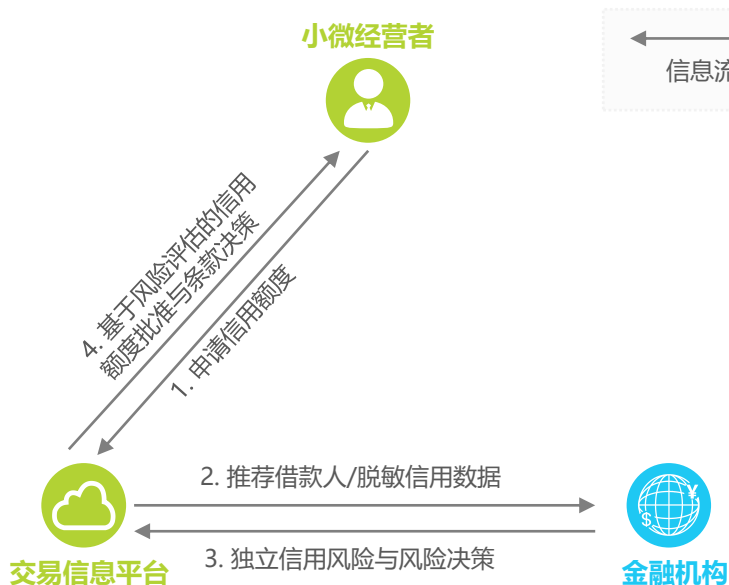 小微经营者
信息流
4. 基于风险评估的信用
额度批准与条款决策
1. 申请信用额度
2. 推荐借款人/脱敏信用数据
3. 独立信用风险与风险决策
¥
$
交易信息平台
金融机构